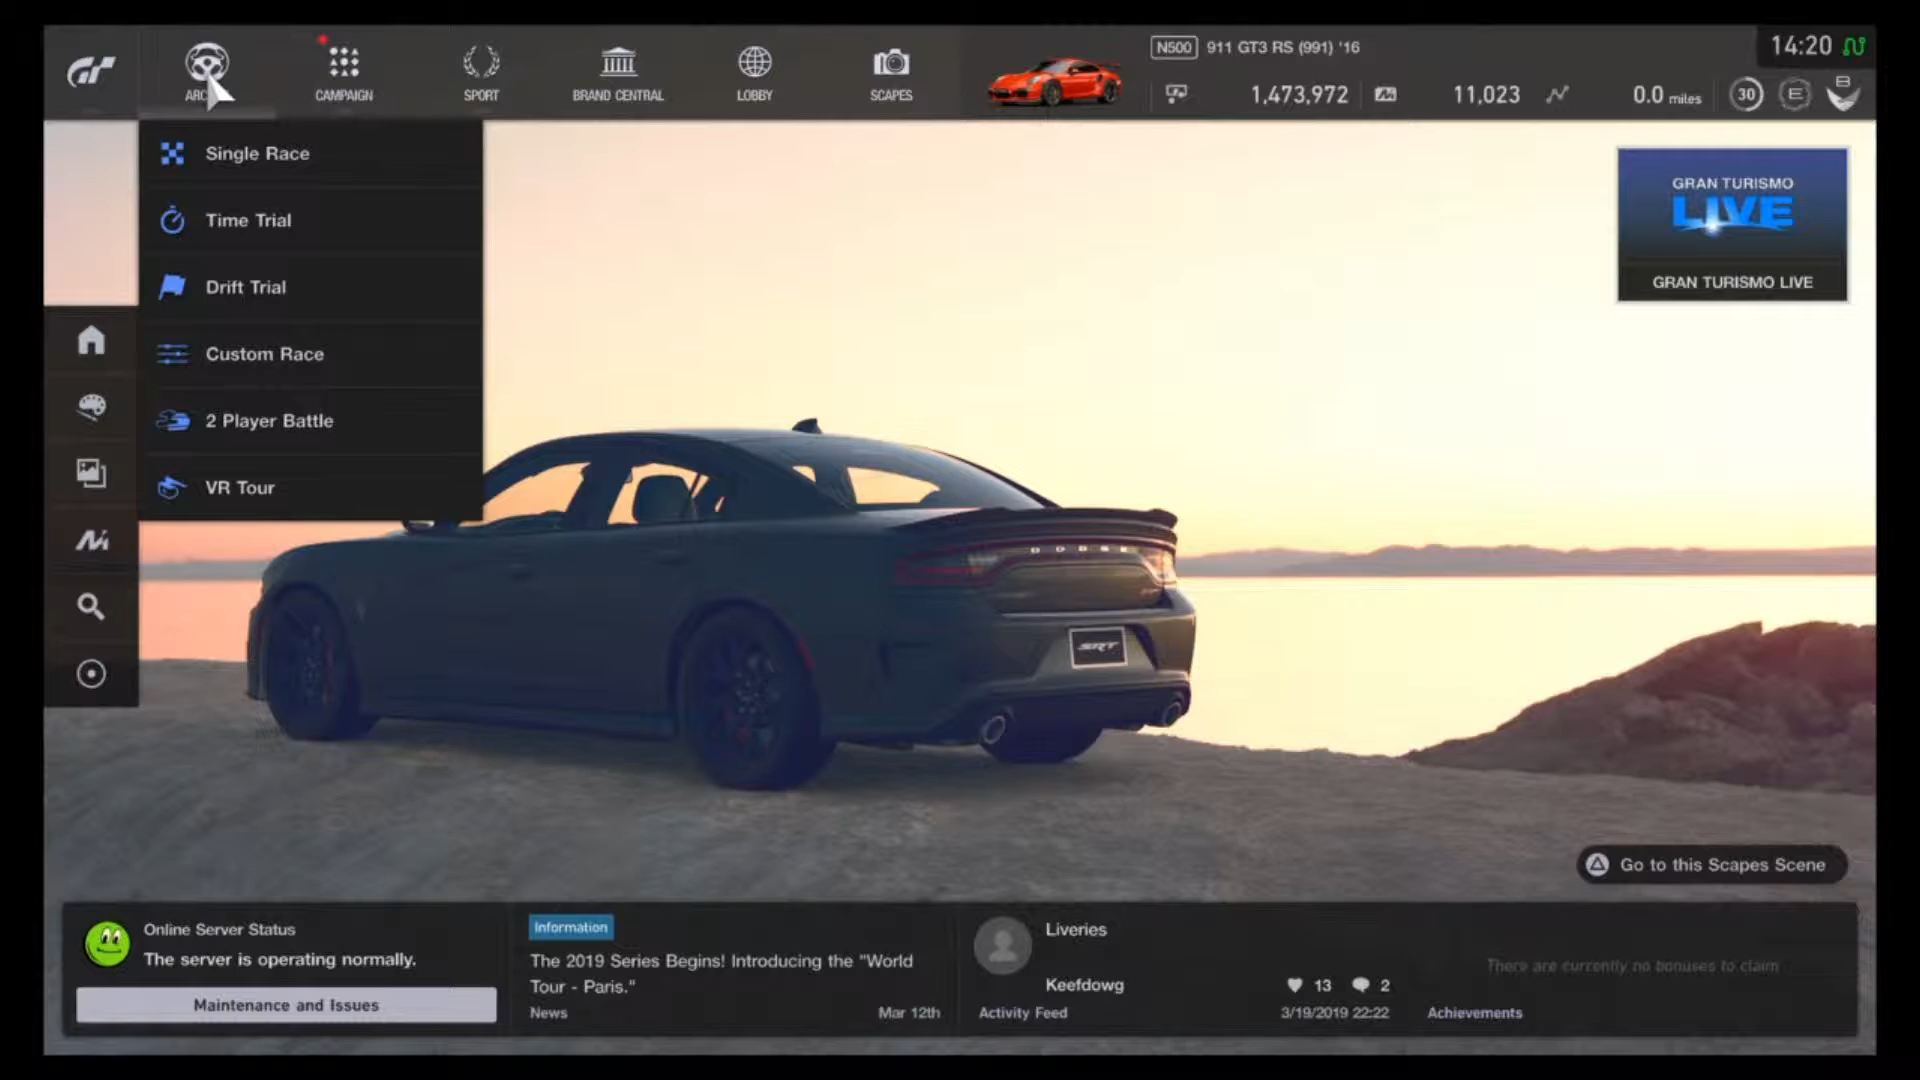 GT
ARC
CAMPAIGN
SPORT
BRAND CENTRAL
LOBBY
SCAPES
N500 911 GT3 RS (991) '16
1,473,972
11,023
0.0 miles
30
E
B
14:20
Single Race
Time Trial
Drift Trial
Custom Race
2 Player Battle
VR Tour
GRAN TURISMO
LIVE
GRAN TURISMO LIVE
DODGE
SRT
Go to this Scapes Scene
Online Server Status
The server is operating normally.
Maintenance and Issues
Information
The 2019 Series Begins! Introducing the "World
Tour - Paris."
News
Mar 12th
Liveries
Keefdowg
13
2
Activity Feed
3/19/2019 22:22
There are currently no bonuses to claim
Achievements